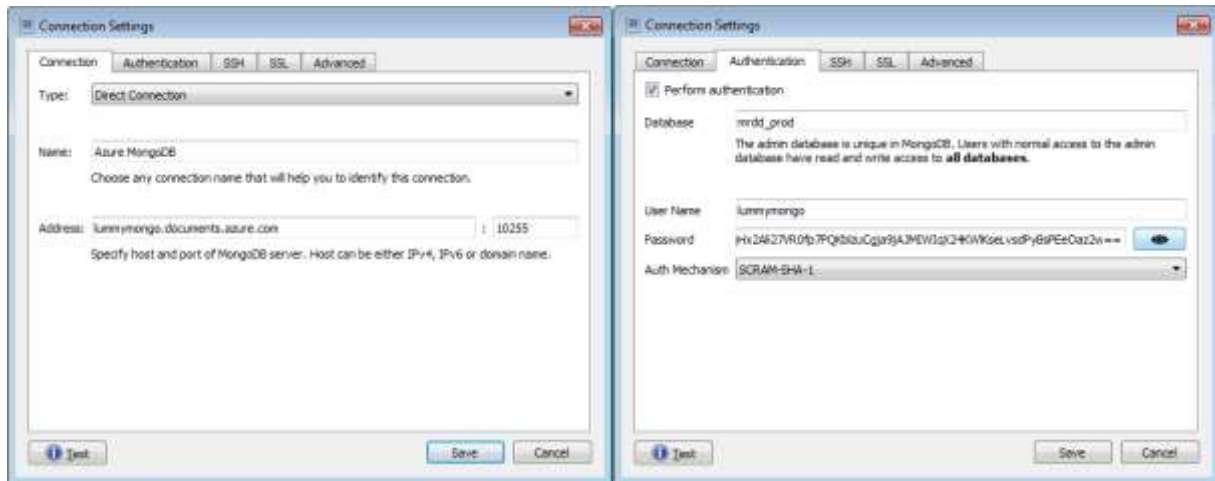 Connection Settings
Connection Authentication SSH SSL Advanced
Type: Direct Connection
Name: Azure MongoDB
Choose any connection name that will help you to identify this connection.
Address: lummymongo.documents.azure.com : 10255
Specify host and port of MongoDB server. Host can be either IPv4, IPv6 or domain name.
Test Save Cancel
Connection Settings
Connection Authentication SSH SSL Advanced
Perform authentication
Database mrdd_prod
The admin database is unique in MongoDB. Users with normal access to the admin
database have read and write access to all databases.
User Name lummymongo
Password
Auth Mechanism SCRAM-SHA-1
Test Save Cancel